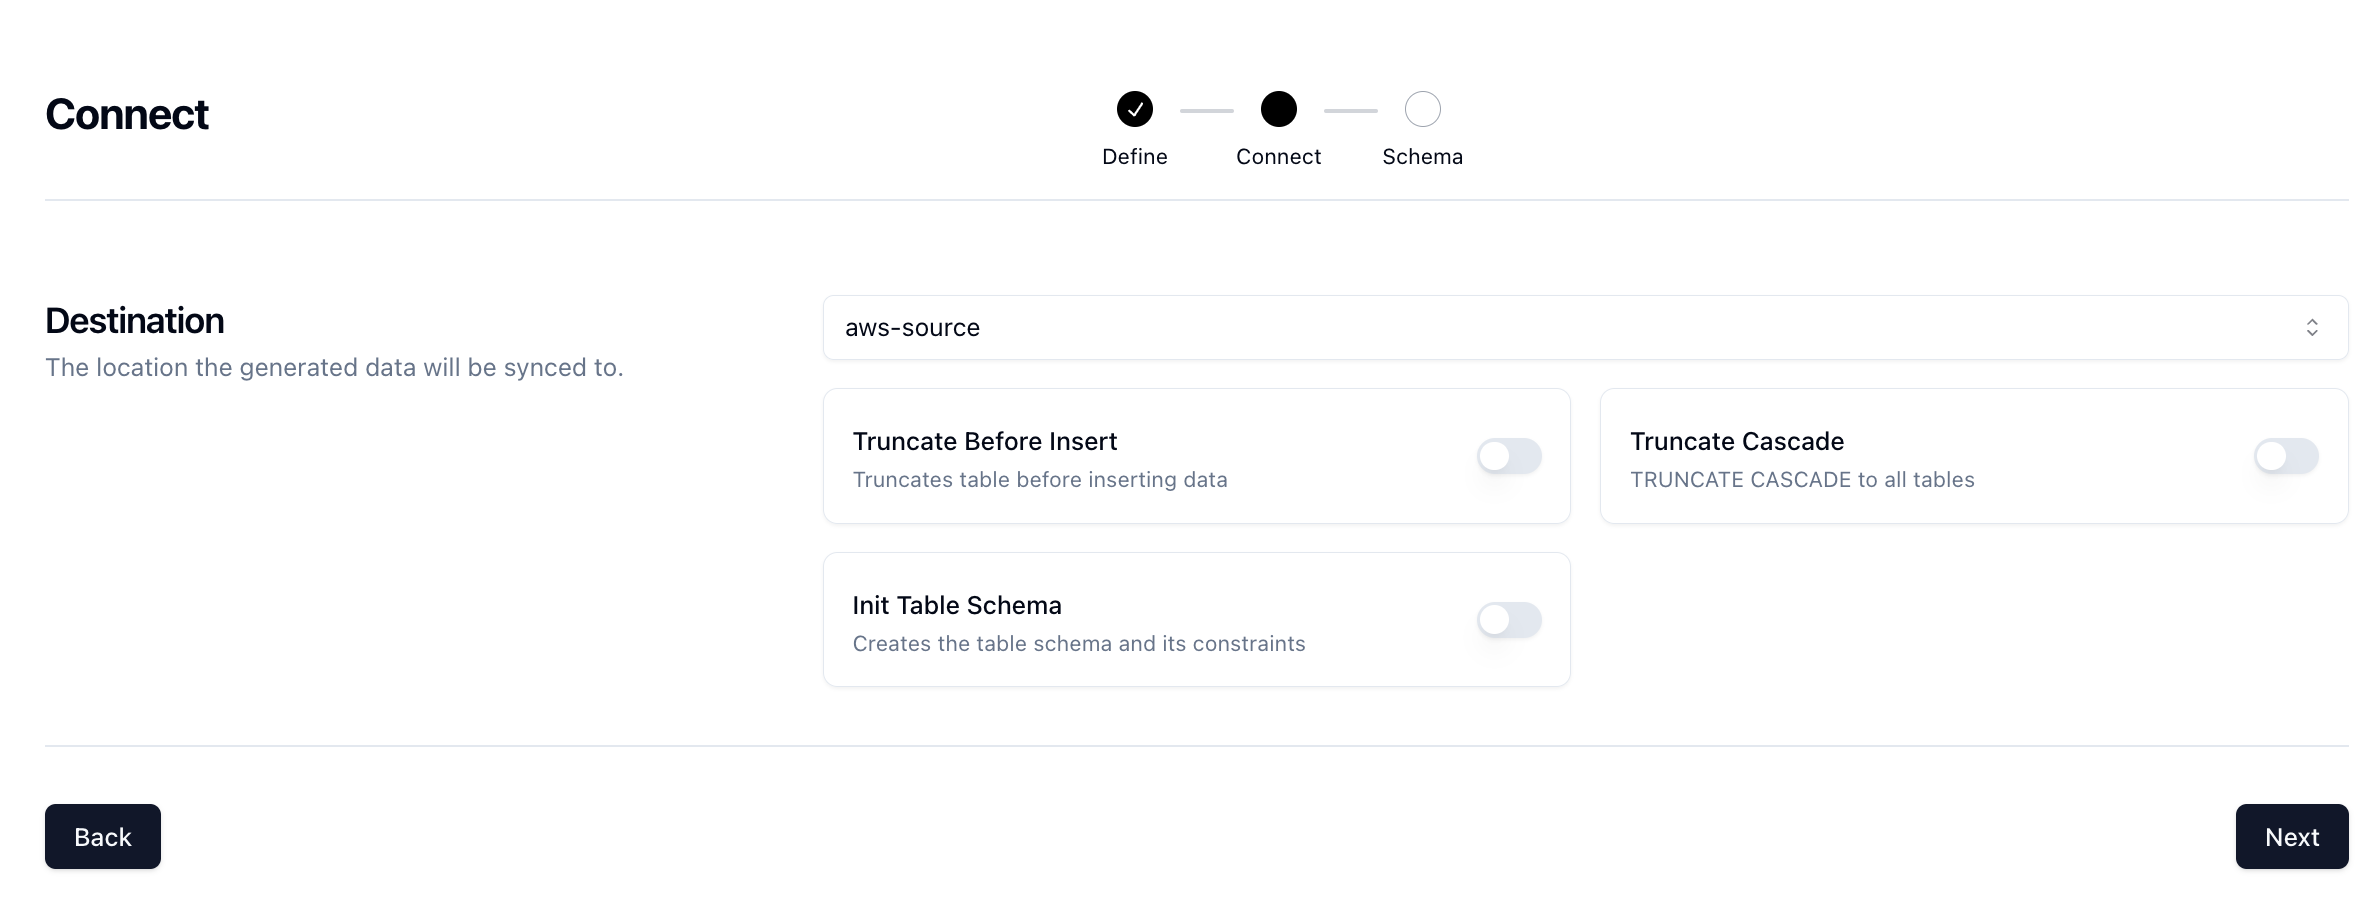 Connect
Define
Connect
Schema
Destination
The location the generated data will be synced to.
aws-source
Truncate Before Insert
Truncates table before inserting data
Truncate Cascade
TRUNCATE CASCADE to all tables
Init Table Schema
Creates the table schema and its constraints
Back
Next